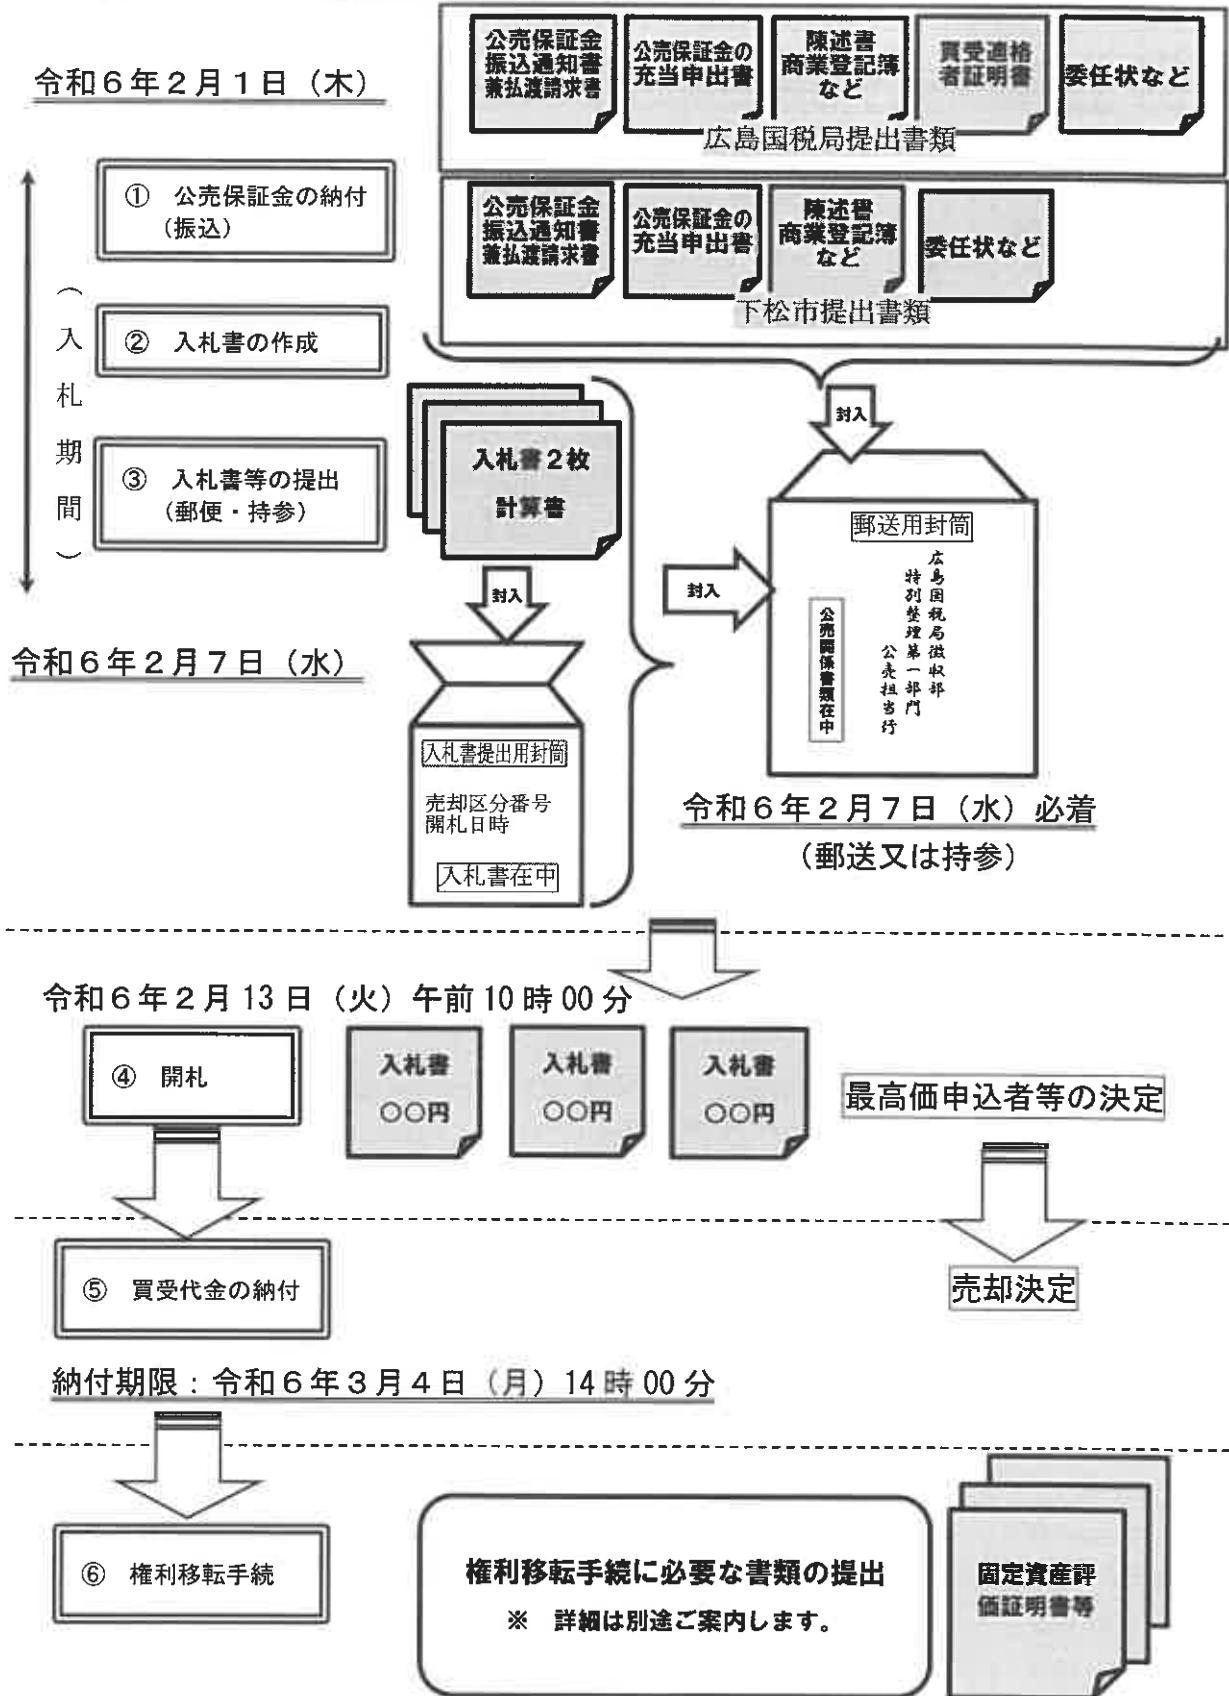 令和６年２月１日（木）
公売保証金
振込通知書
兼払渡請求書
公売保証金の
充当申出書
陳述書
商業登記簿
など
買受適格
者証明書
委任状など
広島国税局提出書類
公売保証金
振込通知書
兼払渡請求書
公売保証金の
充当申出書
陳述書
商業登記簿
など
委任状など
下松市提出書類
（入札期間）
① 公売保証金の納付
（振込）
② 入札書の作成
③ 入札書等の提出
（郵便・持参）
令和６年２月７日（水）
入札書２枚
計算書
封入
入札書提出用封筒
売却区分番号
開札日時
入札書在中
封入
封入
郵送用封筒
広島国税局徴収部
特別整理第一部門
公売担当行
公売関係書類在中
令和６年２月７日（水）必着
（郵送又は持参）
令和６年２月13日（火）午前10時00分
④ 開札
入札書
○○円
入札書
○○円
入札書
○○円
最高価申込者等の決定
⑤ 買受代金の納付
売却決定
納付期限：令和６年３月４日（月）14時00分
⑥ 権利移転手続
権利移転手続に必要な書類の提出
※ 詳細は別途ご案内します。
固定資産評
価証明書等